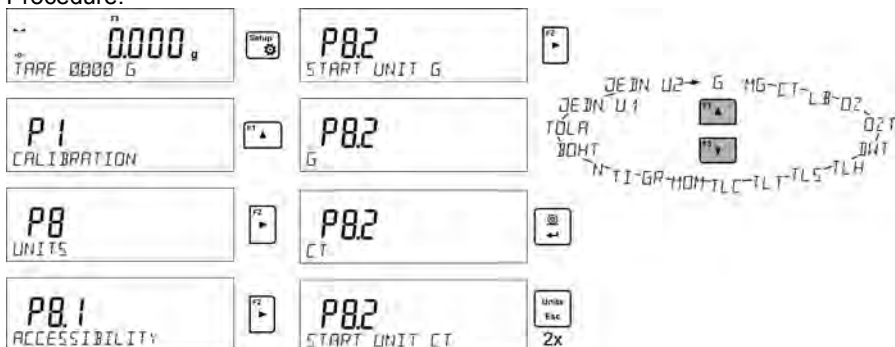 Procedure:
n
0.000 g
TARE 0.000 G
Setup
P8.2
START UNIT G
F2
P1
CALIBRATION
F1
P8.2
G
P8
UNITS
F2
P8.2
CT
P8.1
ACCESSIBILITY
F2
P8.2
START UNIT CT
Units
Esc
2x
JEDN U2 → G MG-CT-LB-OZ
JEDN U1
F1
OZT
TOLA
DWT
BOHT
F3
N-TI-GR-MOM-TLC-TLT-TLS-TLH